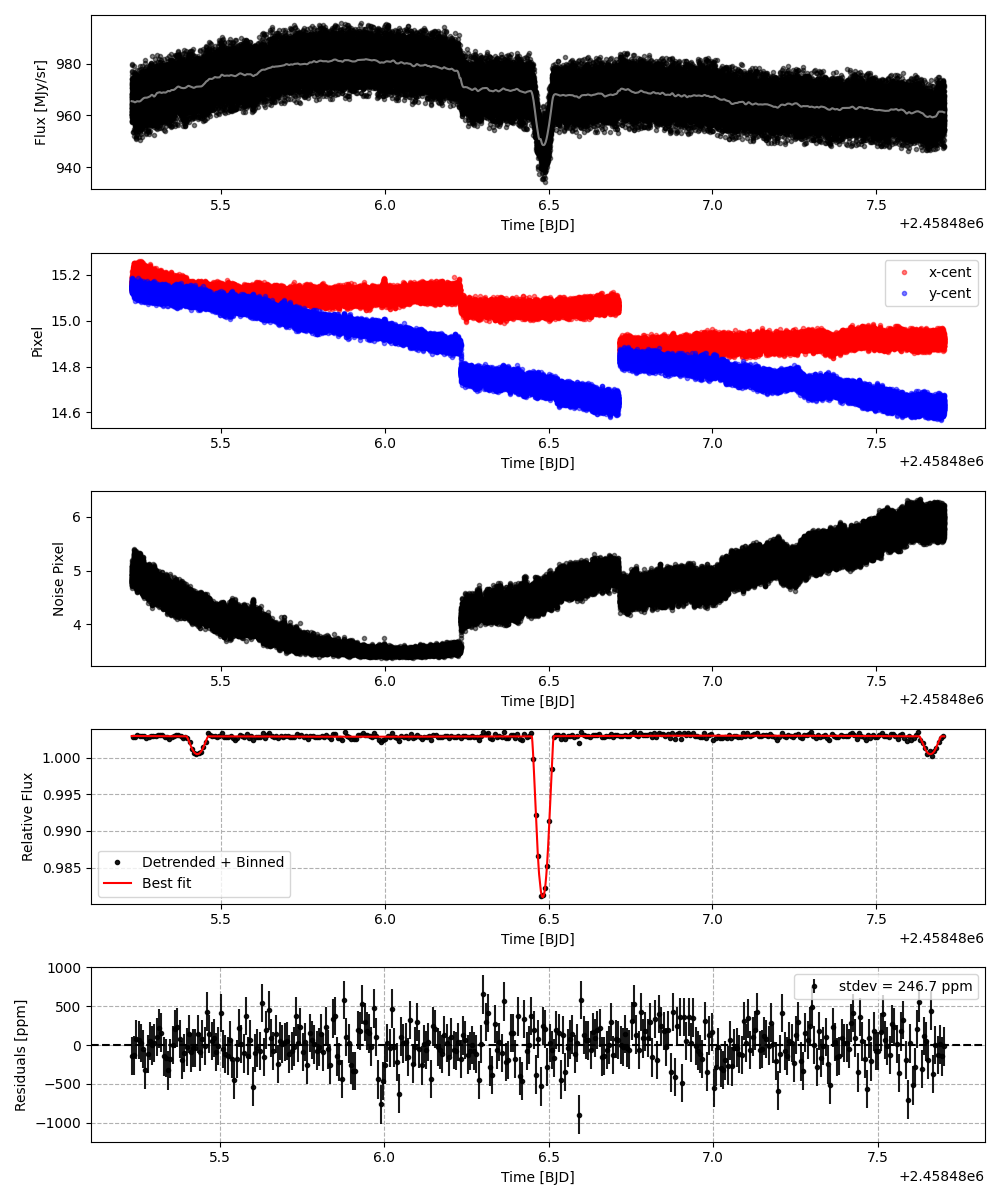 Flux [MJy/sr]
980
960
940
5.5 6.0 6.5 7.0 7.5
Time [BJD]
+2.45848e6
Pixel
15.2
15.0
14.8
14.6
x-cent
y-cent
5.5 6.0 6.5 7.0 7.5
Time [BJD]
+2.45848e6
Noise Pixel
6
5
4
5.5 6.0 6.5 7.0 7.5
Time [BJD]
+2.45848e6
Relative Flux
1.000
0.995
0.990
0.985
Detrended + Binned
Best fit
5.5 6.0 6.5 7.0 7.5
Time [BJD]
+2.45848e6
Residuals [ppm]
1000
500
0
−500
−1000
stdev = 246.7 ppm
5.5 6.0 6.5 7.0 7.5
Time [BJD]
+2.45848e6